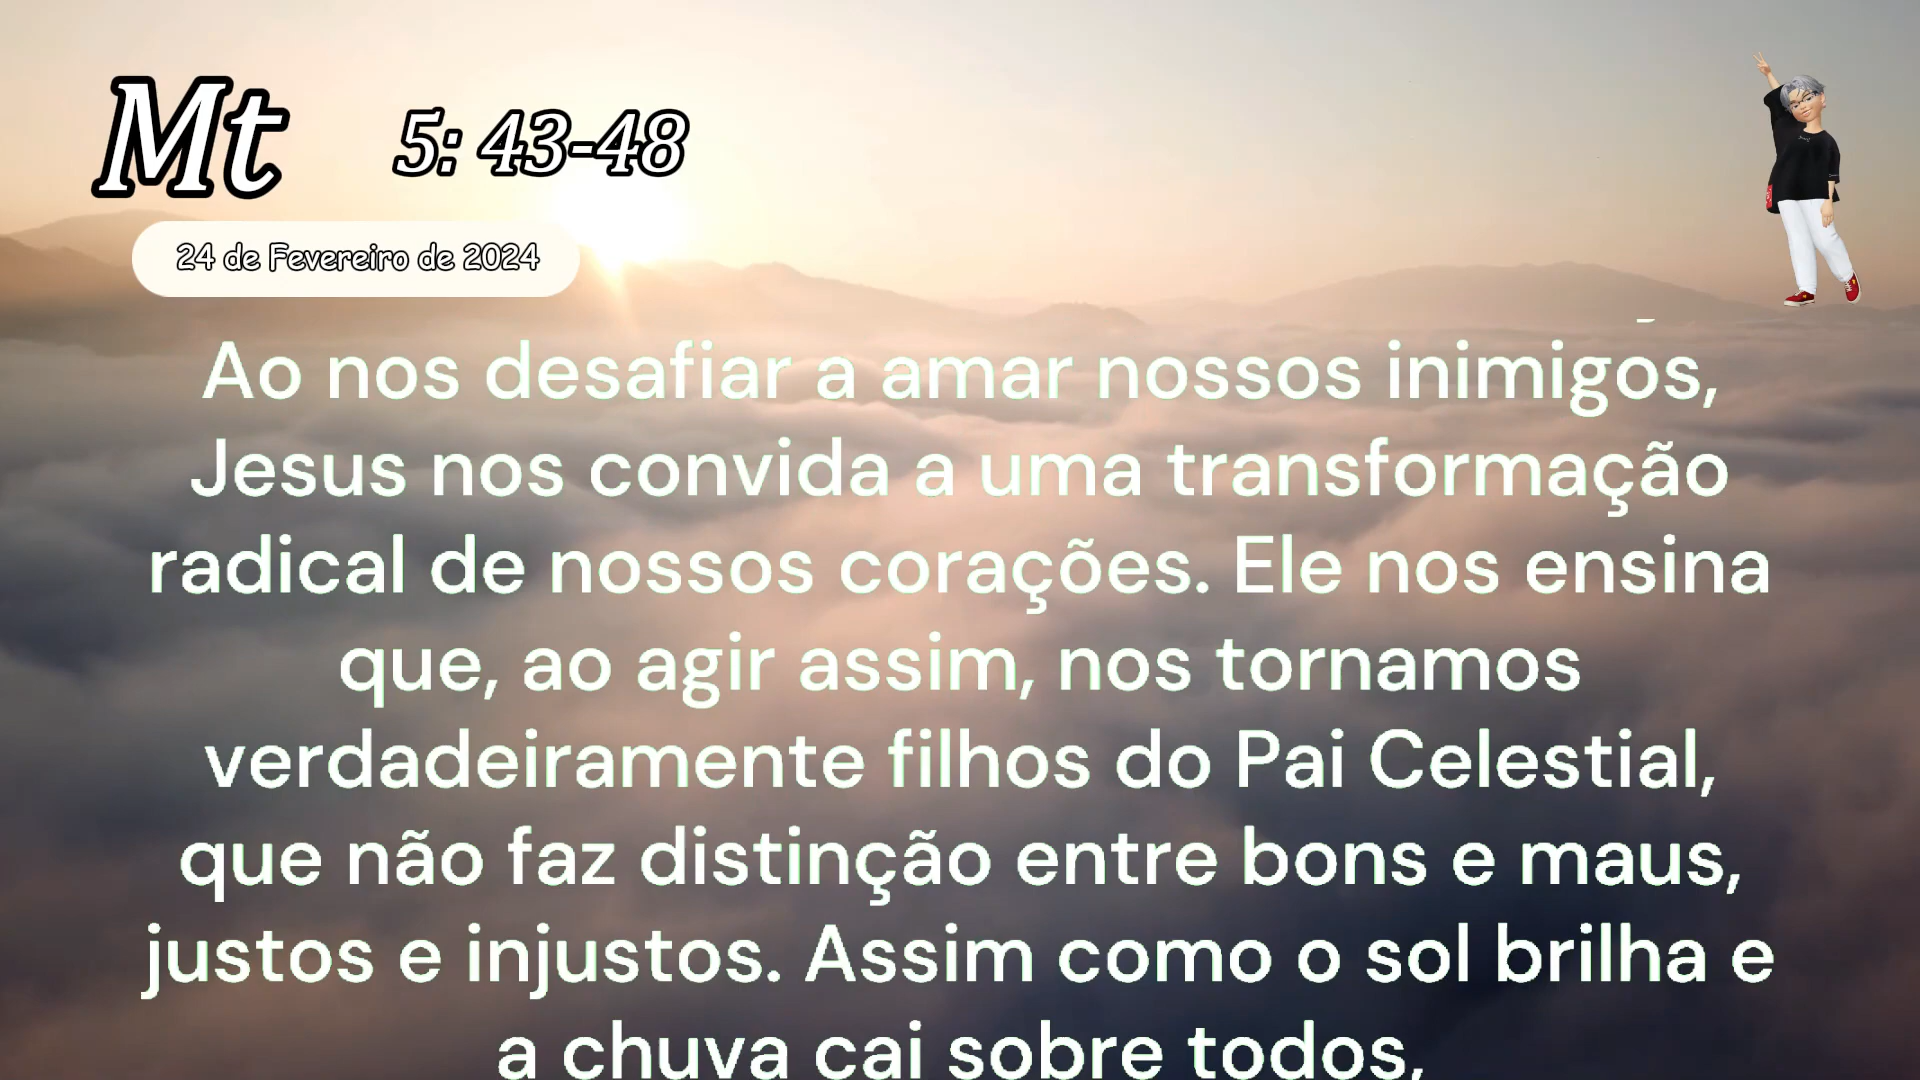 Mt 5: 43-48
24 de Fevereiro de 2024
Ao nos desafiar a amar nossos inimigos,
Jesus nos convida a uma transformação
radical de nossos corações. Ele nos ensina
que, ao agir assim, nos tornamos
verdadeiramente filhos do Pai Celestial,
que não faz distinção entre bons e maus,
justos e injustos. Assim como o sol brilha e
a chuva cai sobre todos,